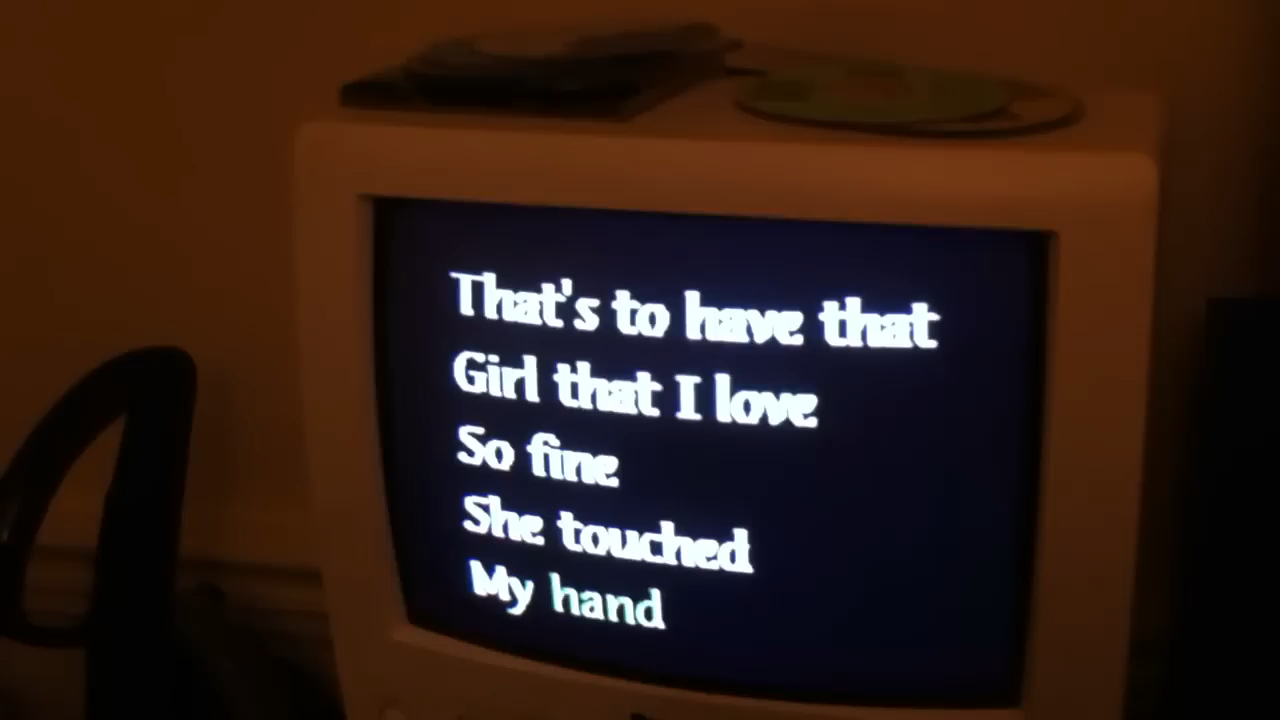 That's to have that
Girl that I love
So fine
She touched
My hand